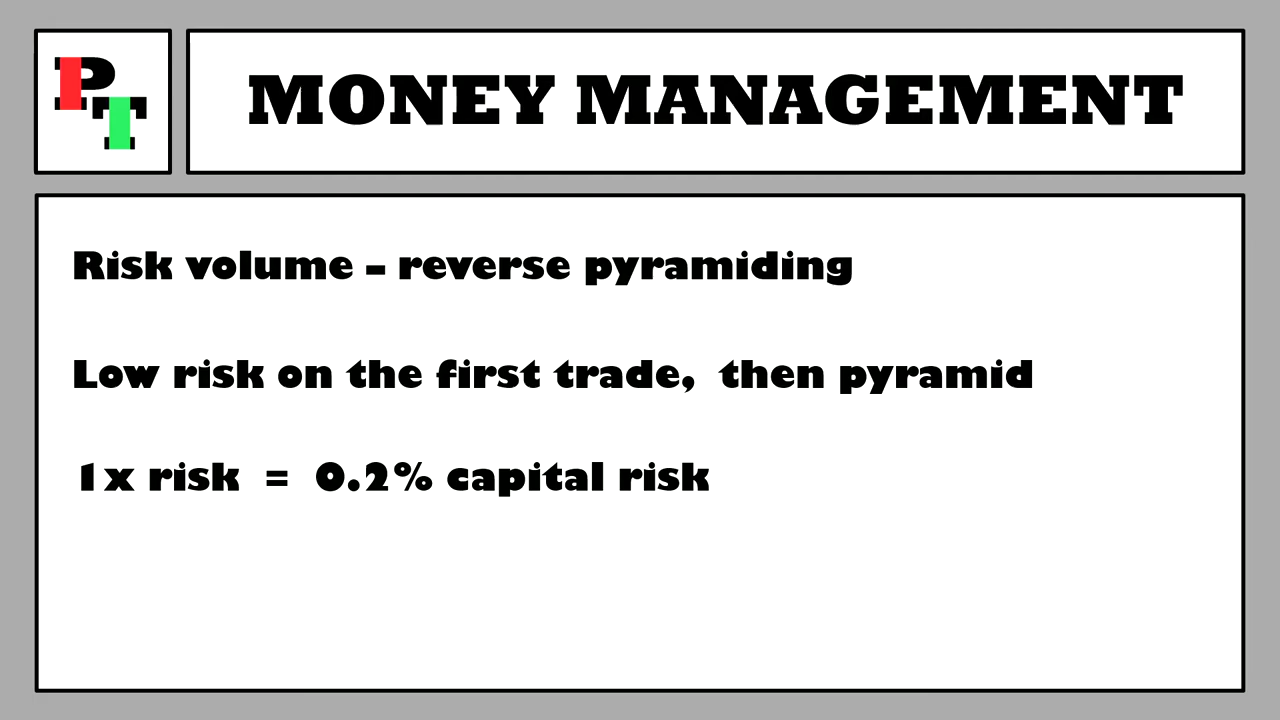 PT
MONEY MANAGEMENT
Risk volume – reverse pyramiding
Low risk on the first trade, then pyramid
1x risk = 0.2% capital risk